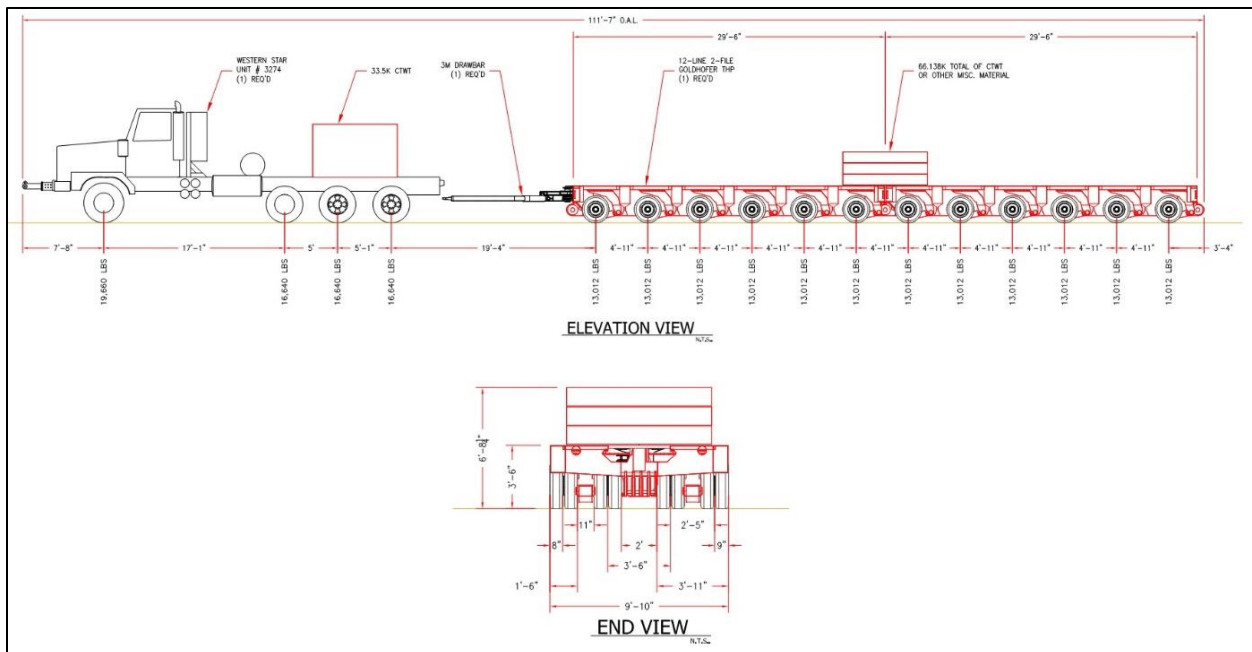 111'-7" O.A.L.
29'-6" 29'-6"
WESTERN STAR
UNIT # 3274
(1) REQ'D
33.5K CTWT
3M DRAWBAR
(1) REQ'D
12-LINE 2-FILE
GOLDHOFER THP
(1) REQ'D
66.138K TOTAL OF CTWT
OR OTHER MISC. MATERIAL
7'-8" 17'-1" 5' 5'-1" 19'-4" 4'-11" 4'-11" 4'-11" 4'-11" 4'-11" 4'-11" 4'-11" 4'-11" 4'-11" 4'-11" 4'-11" 3'-4"
19,660 LBS
16,640 LBS
16,640 LBS
16,640 LBS
13,012 LBS
13,012 LBS
13,012 LBS
13,012 LBS
13,012 LBS
13,012 LBS
13,012 LBS
13,012 LBS
13,012 LBS
13,012 LBS
13,012 LBS
13,012 LBS
ELEVATION VIEW
N.T.S.
6'-8¼"
3'-6"
11" 2'-5"
8" 2' 9"
3'-6"
1'-6" 3'-11"
9'-10"
END VIEW
N.T.S.